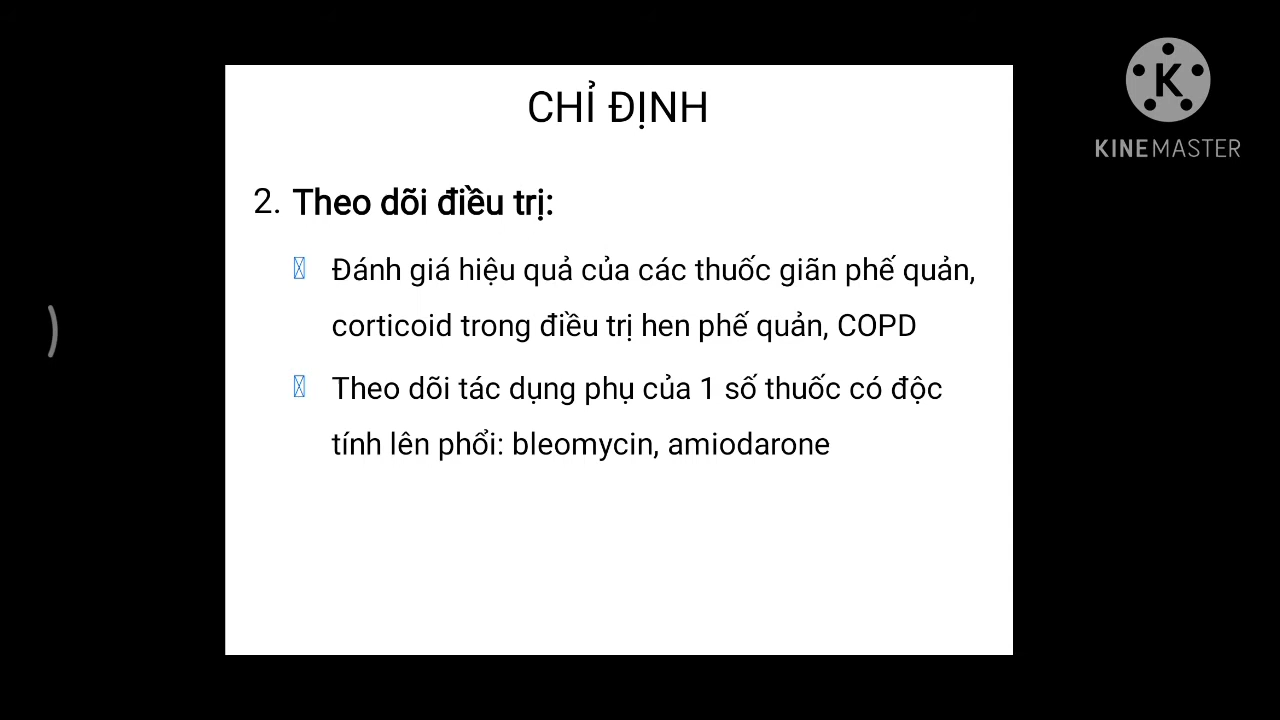 CHỈ ĐỊNH
2. Theo dõi điều trị:
Đánh giá hiệu quả của các thuốc giãn phế quản,
corticoid trong điều trị hen phế quản, COPD
Theo dõi tác dụng phụ của 1 số thuốc có độc
tính lên phổi: bleomycin, amiodarone
K
KINEMASTER